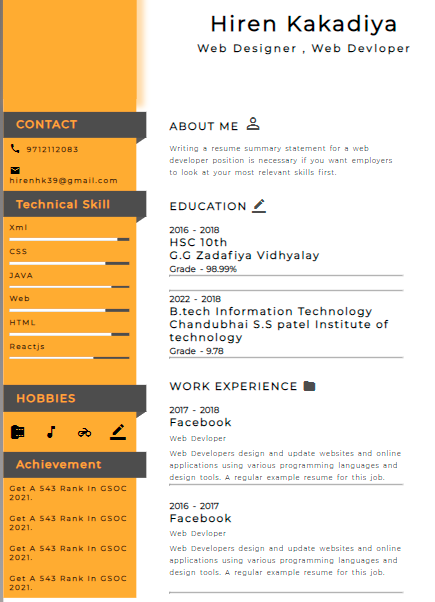 Hiren Kakadiya
Web Designer , Web Devloper
CONTACT
9712112083
hirenhk39@gmail.com
Technical Skill
Xml
CSS
JAVA
Web
HTML
Reactjs
HOBBIES
Achievement
Get A 543 Rank In GSOC
2021.
Get A 543 Rank In GSOC
2021.
Get A 543 Rank In GSOC
2021.
Get A 543 Rank In GSOC
2021.
ABOUT ME
Writing a resume summary statement for a web
developer position is necessary if you want employers
to look at your most relevant skills first.
EDUCATION
2016 - 2018
HSC 10th
G.G Zadafiya Vidhyalay
Grade - 98.99%
2022 - 2018
B.tech Information Technology
Chandubhai S.S patel Institute of
technology
Grade - 9.78
WORK EXPERIENCE
2017 - 2018
Facebook
Web Devloper
Web Developers design and update websites and online
applications using various programming languages and
design tools. A regular example resume for this job.
2016 - 2017
Facebook
Web Devloper
Web Developers design and update websites and online
applications using various programming languages and
design tools. A regular example resume for this job.